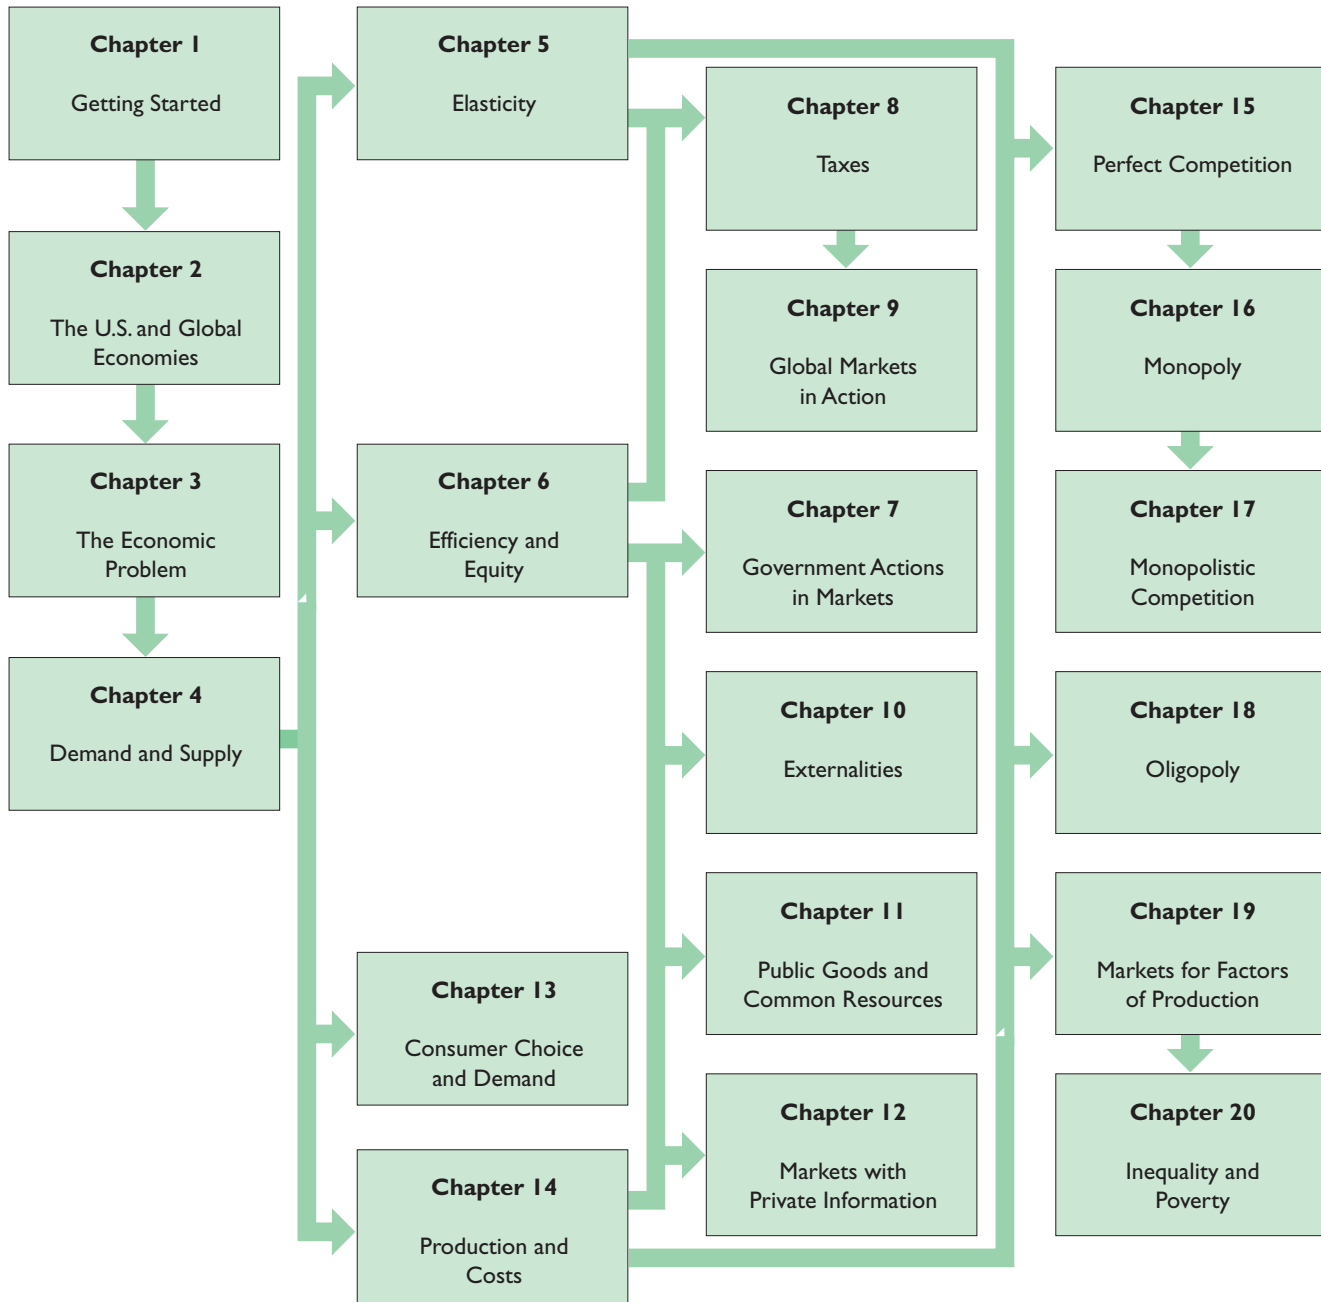 Chapter 1
Getting Started
Chapter 2
The U.S. and Global
Economies
Chapter 3
The Economic
Problem
Chapter 4
Demand and Supply
Chapter 5
Elasticity
Chapter 6
Efficiency and
Equity
Chapter 13
Consumer Choice
and Demand
Chapter 14
Production and
Costs
Chapter 8
Taxes
Chapter 9
Global Markets
in Action
Chapter 7
Government Actions
in Markets
Chapter 10
Externalities
Chapter 11
Public Goods and
Common Resources
Chapter 12
Markets with
Private Information
Chapter 15
Perfect Competition
Chapter 16
Monopoly
Chapter 17
Monopolistic
Competition
Chapter 18
Oligopoly
Chapter 19
Markets for Factors
of Production
Chapter 20
Inequality and
Poverty